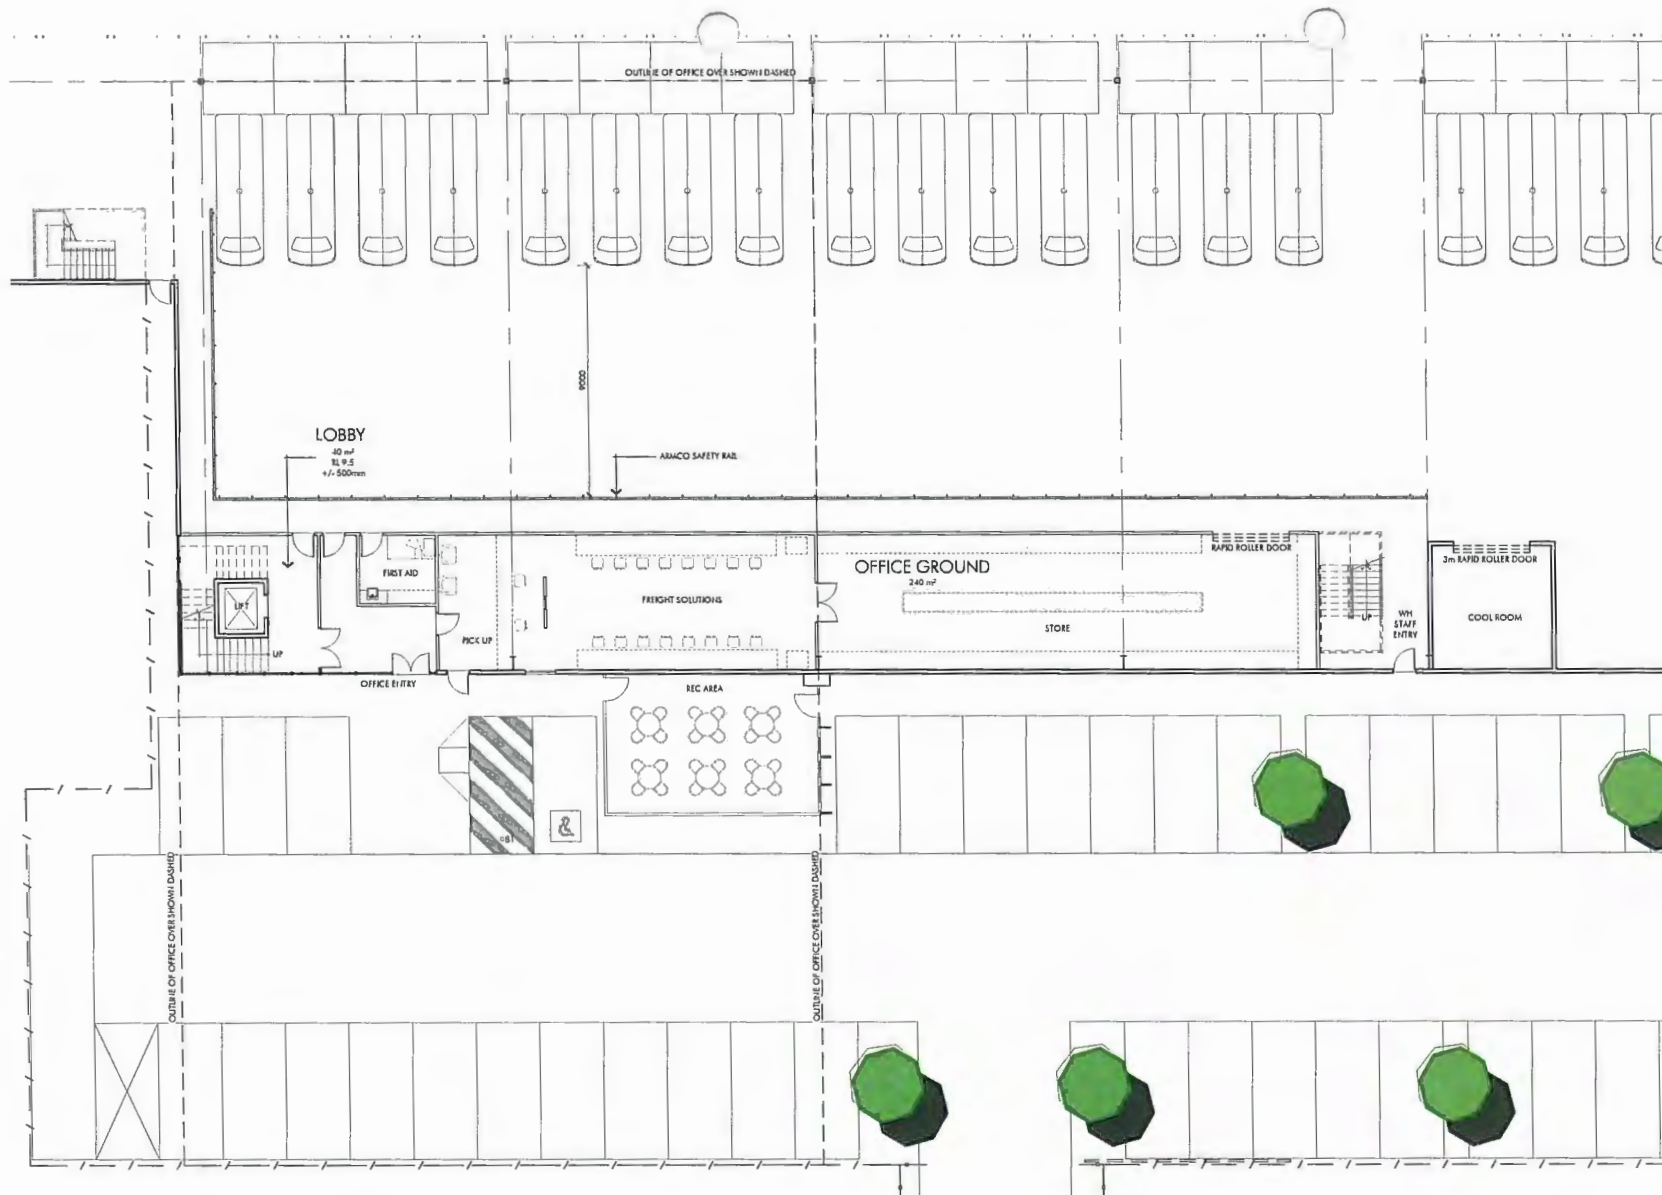 OUTLINE OF OFFICE OVER SHOWN DASHED
9000
LOBBY
40 m²
RL 9.5
+/- 500mm
ARMCO SAFETY RAIL
FIRST AID
LIFT
UP
OFFICE ENTRY
PICK UP
FREIGHT SOLUTIONS
OFFICE GROUND
240 m²
STORE
RAPID ROLLER DOOR
UP
WH
STAFF
ENTRY
3m RAPID ROLLER DOOR
COOL ROOM
REC AREA
OUTLINE OF OFFICE OVER SHOWN DASHED
OUTLINE OF OFFICE OVER SHOWN DASHED